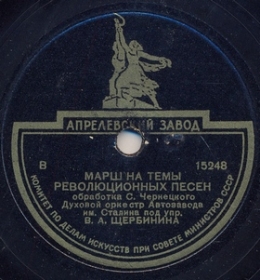 АПРЕЛЕВСКИЙ ЗАВОД
В 15248
МАРШ НА ТЕМЫ
РЕВОЛЮЦИОННЫХ ПЕСЕН
обработка С. Чернецкого
Духовой оркестр Автозавода
им. Сталина под упр.
В. А. ЩЕРБИНИНА
КОМИТЕТ ПО ДЕЛАМ ИСКУССТВ ПРИ СОВЕТЕ МИНИСТРОВ СССР